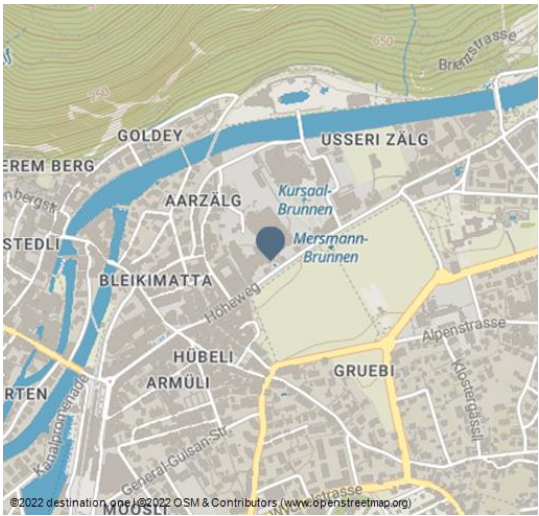 650
Brienzstrasse
750
GOLDEY
USSERI ZÄLG
EREM BERG
AARZÄLG
Kursaal-
Brunnen
STEDLI
Mersmann-
Brunnen
BLEIKIMATTA
Höheweg
Alpenstrasse
HÜBELI
GRUEBI
ARMÜLI
RTEN
Klostergässli
Kanalpromenade
General-Guisan-Str.
©2022 destination.one | ©2022 OSM & Contributors (www.openstreetmap.org)
MOOSLI